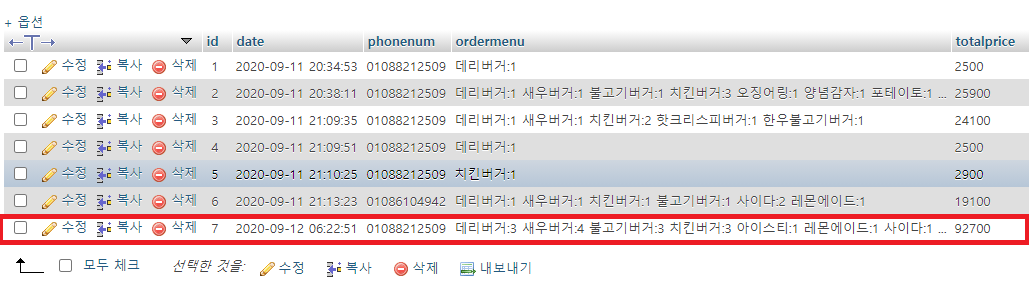 + 옵션
←T→ id date phonenum ordermenu totalprice
수정 복사 삭제 1 2020-09-11 20:34:53 01088212509 데리버거:1 2500
수정 복사 삭제 2 2020-09-11 20:38:11 01088212509 데리버거:1 새우버거:1 불고기버거:1 치킨버거:3 오징어링:1 양념감자:1 포테이토:1 ... 25900
수정 복사 삭제 3 2020-09-11 21:09:35 01088212509 데리버거:1 새우버거:1 치킨버거:2 핫크리스피버거:1 한우불고기버거:1 24100
수정 복사 삭제 4 2020-09-11 21:09:51 01088212509 데리버거:1 2500
수정 복사 삭제 5 2020-09-11 21:10:25 01088212509 치킨버거:1 2900
수정 복사 삭제 6 2020-09-11 21:13:23 01086104942 데리버거:1 새우버거:1 치킨버거:1 불고기버거:1 사이다:2 레몬에이드:1 19100
수정 복사 삭제 7 2020-09-12 06:22:51 01088212509 데리버거:3 새우버거:4 불고기버거:3 치킨버거:3 아이스티:1 레몬에이드:1 사이다:1 ... 92700
모두 체크 선택한 것을: 수정 복사 삭제 내보내기